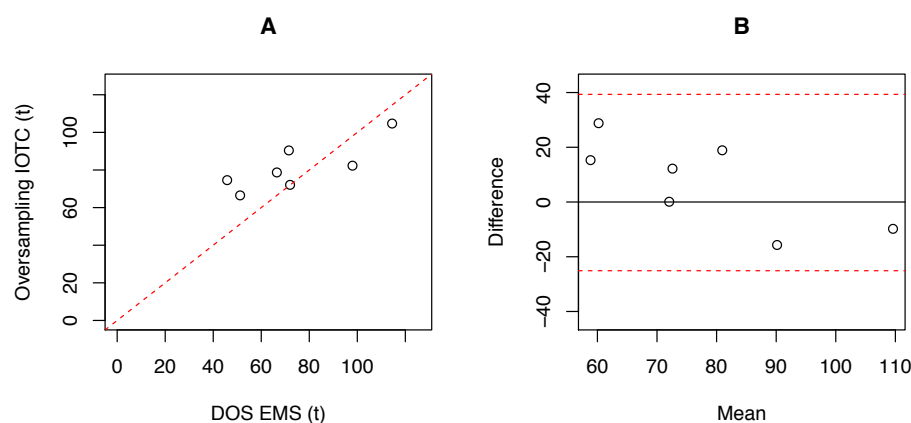 A
Oversampling IOTC (t)
0 20 60 100
0 20 40 60 80 100
DOS EMS (t)
B
Difference
−40 −20 0 20 40
60 70 80 90 100 110
Mean